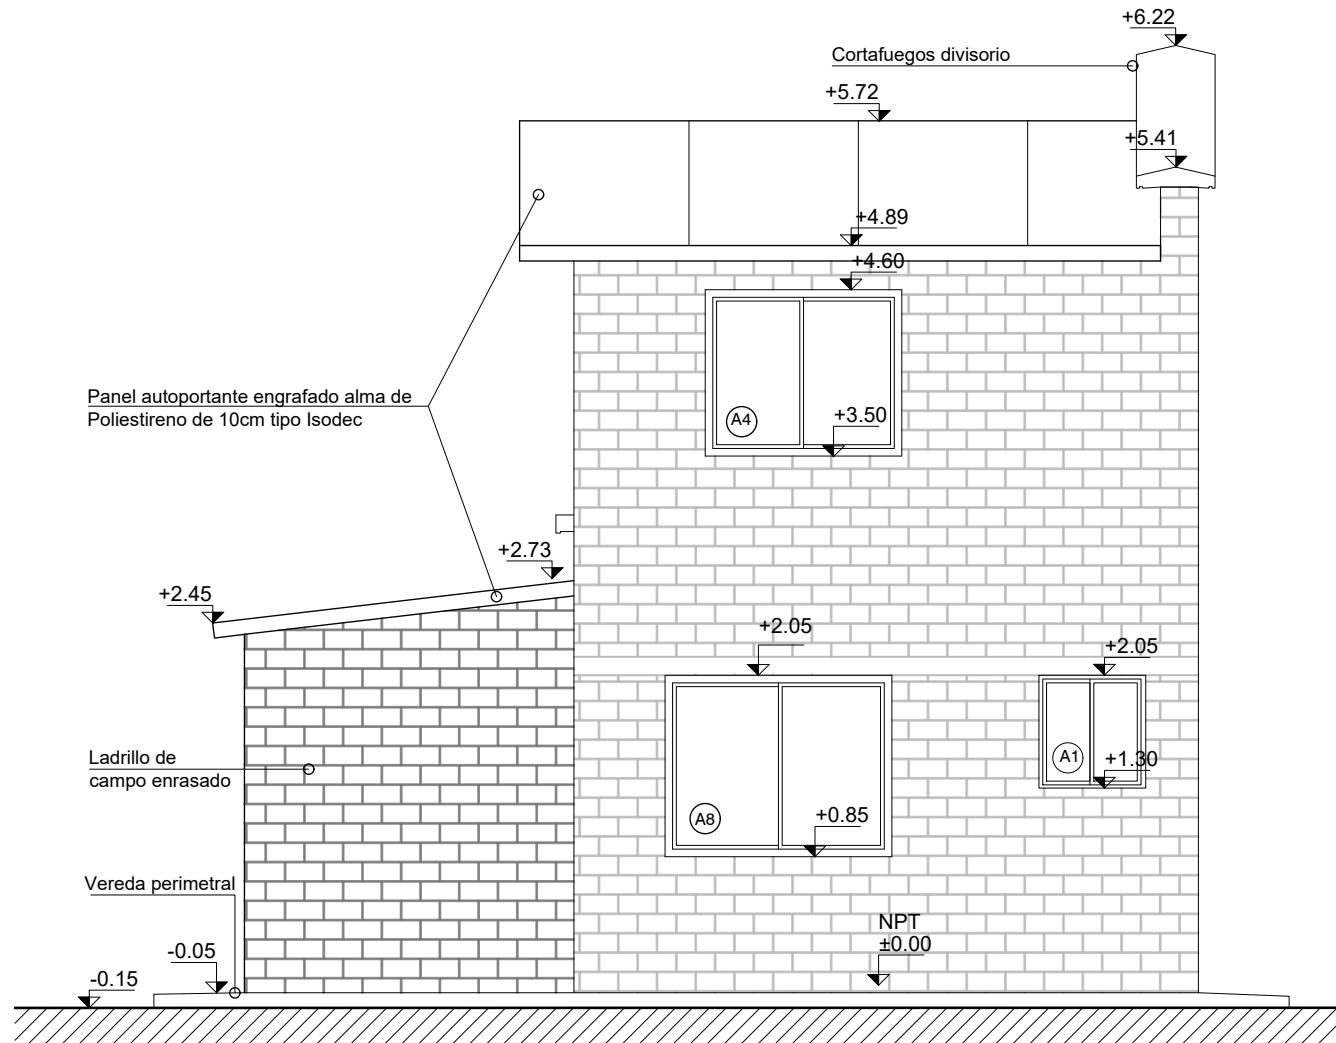 +6.22
Cortafuegos divisorio
+5.72
+5.41
+4.89
+4.60
Panel autoportante engrafado alma de
Poliestireno de 10cm tipo Isodec
A4
+3.50
+2.73
+2.45
+2.05
+2.05
Ladrillo de
campo enrasado
A1
+1.30
A8
+0.85
Vereda perimetral
NPT
±0.00
-0.05
-0.15